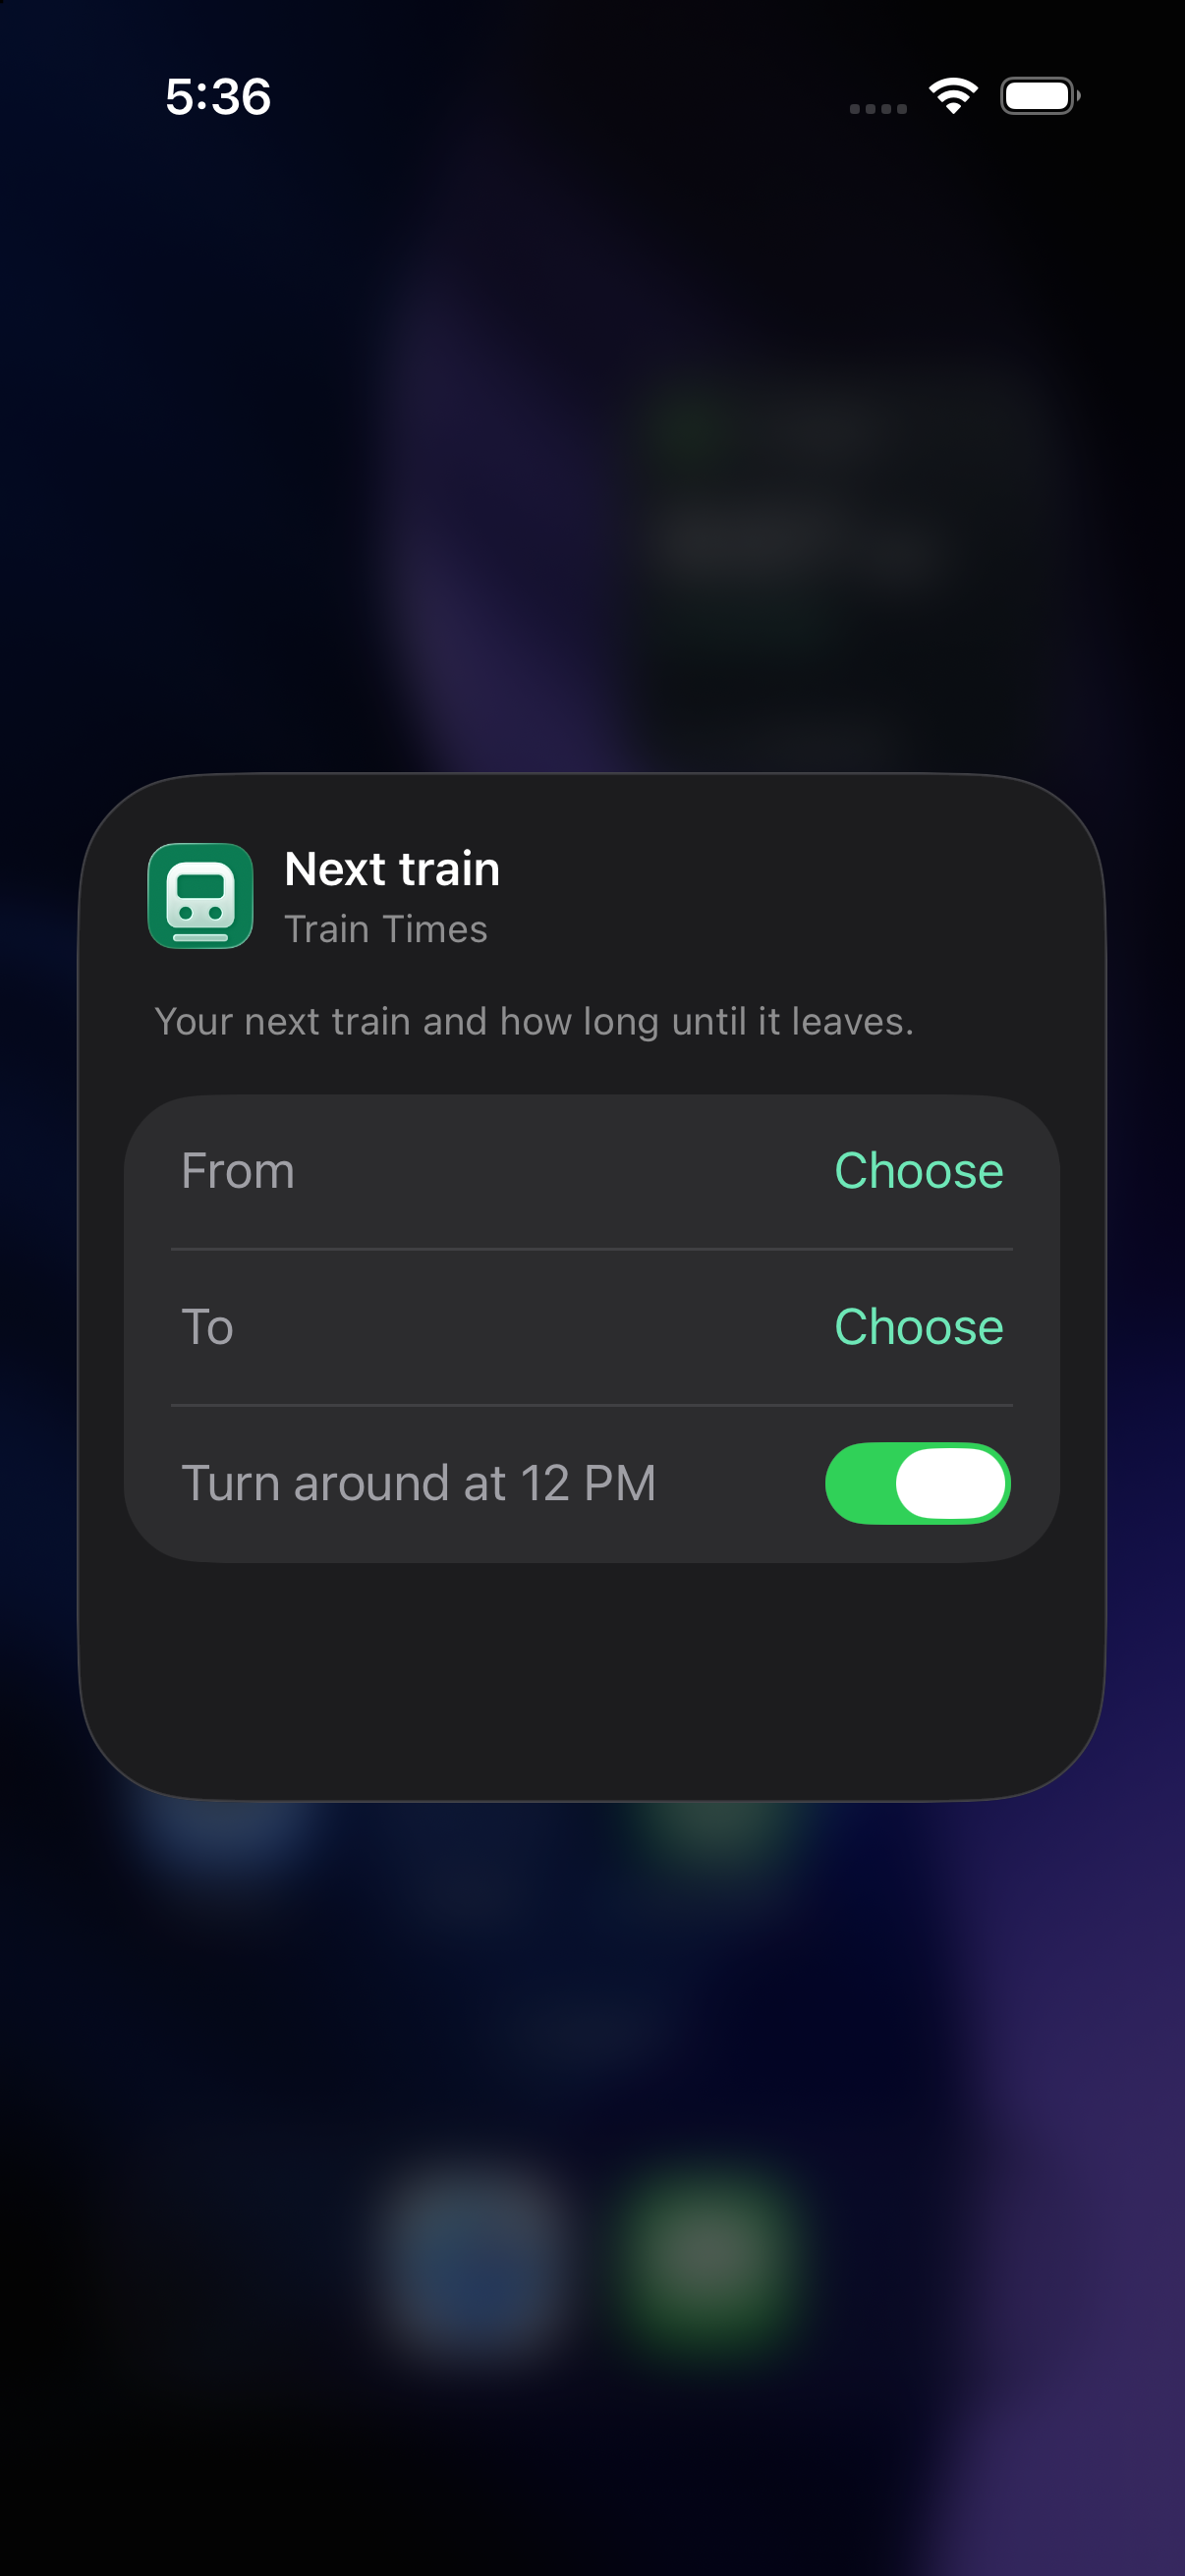 5:36
Next train
Train Times
Your next train and how long until it leaves.
From Choose
To Choose
Turn around at 12 PM